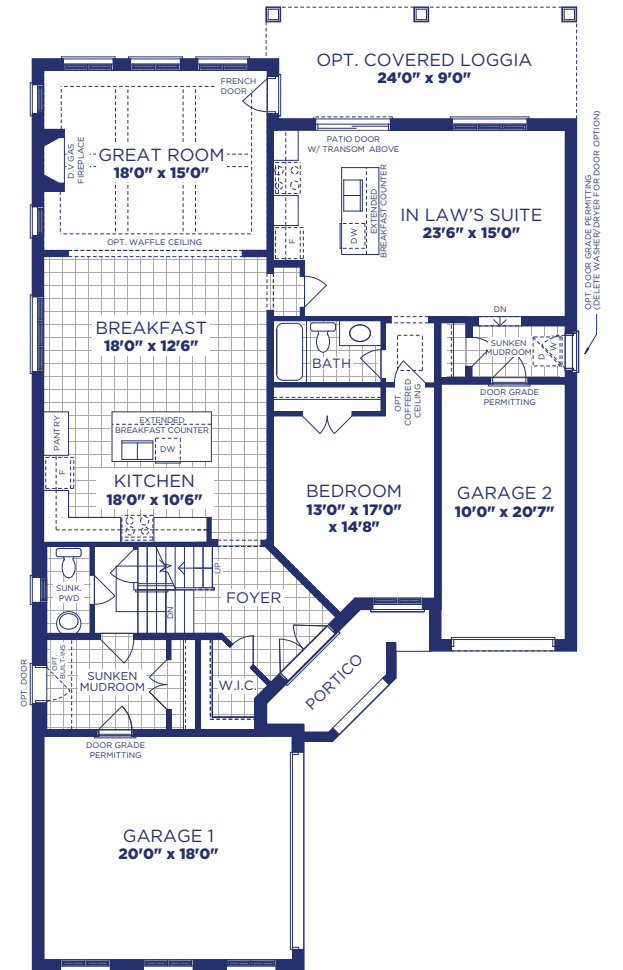 OPT. COVERED LOGGIA
24'0" x 9'0"
FRENCH
DOOR
PATIO DOOR
W/ TRANSOM ABOVE
GREAT ROOM
18'0" x 15'0"
D.V GAS
FIREPLACE
OPT. WAFFLE CEILING
EXTENDED
BREAKFAST COUNTER
DW
F
IN LAW'S SUITE
23'6" x 15'0"
OPT. DOOR GRADE PERMITTING
(DELETE WASHER/DRYER FOR DOOR OPTION)
BREAKFAST
18'0" x 12'6"
DN
SUNKEN
MUDROOM
D
W
BATH
OPT.
COFFERED
CEILING
DOOR GRADE
PERMITTING
PANTRY
F
EXTENDED
BREAKFAST COUNTER
DW
KITCHEN
18'0" x 10'6"
BEDROOM
13'0" x 17'0"
x 14'8"
GARAGE 2
10'0" x 20'7"
UP
DN
SUNK.
PWD
FOYER
OPT. DOOR
OPT.
BUILT-INS
SUNKEN
MUDROOM
W.I.C.
PORTICO
DOOR GRADE
PERMITTING
GARAGE 1
20'0" x 18'0"